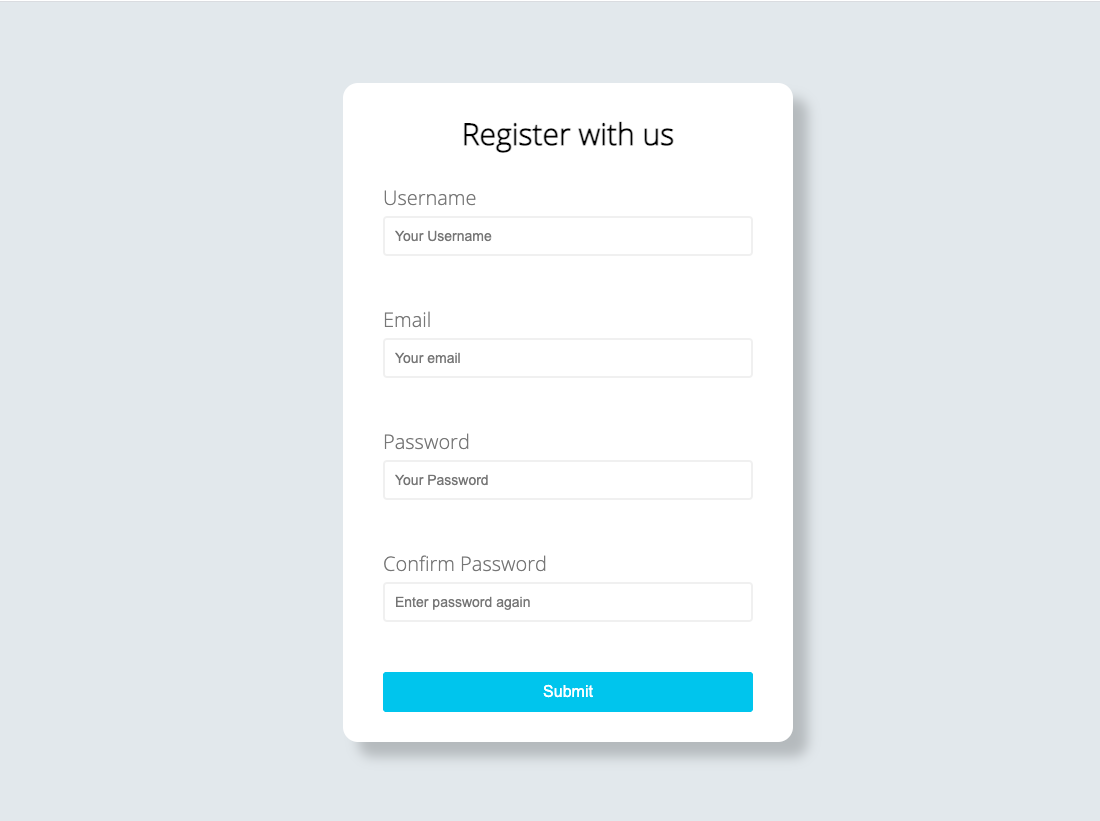 Register with us
Username
Your Username
Email
Your email
Password
Your Password
Confirm Password
Enter password again
Submit